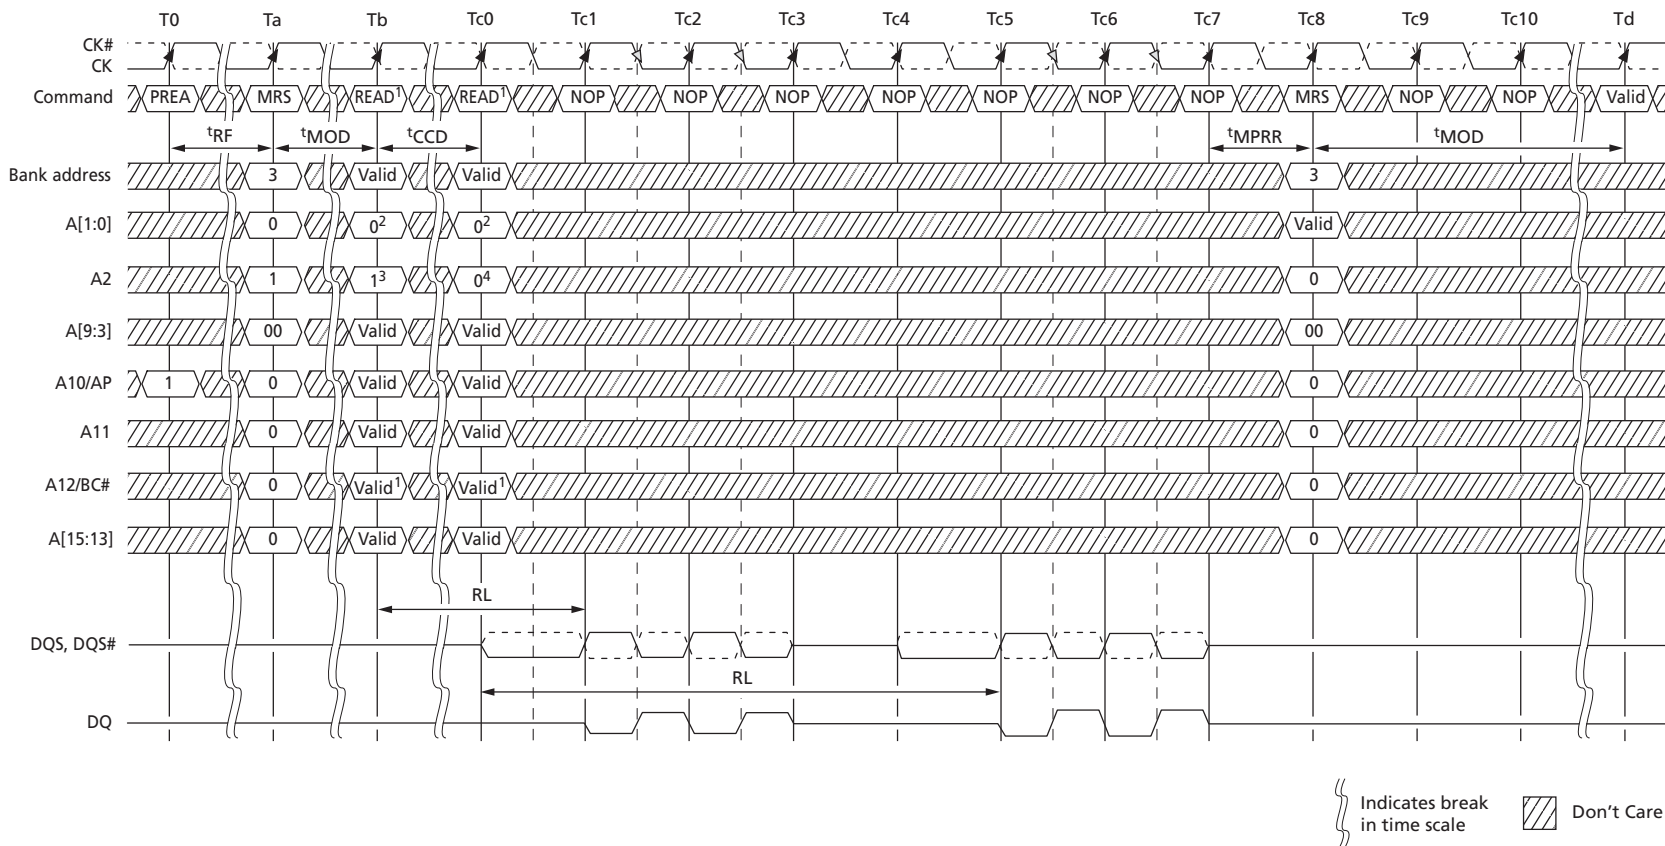 T0 Ta Tb Tc0 Tc1 Tc2 Tc3 Tc4 Tc5 Tc6 Tc7 Tc8 Tc9 Tc10 Td
CK#
CK
Command PREA MRS READ1 READ1 NOP NOP NOP NOP NOP NOP NOP MRS NOP NOP Valid
tRF tMOD tCCD tMPRR tMOD
Bank address 3 Valid Valid 3
A[1:0] 0 02 02 Valid
A2 1 13 04 0
A[9:3] 00 Valid Valid 00
A10/AP 1 0 Valid Valid 0
A11 0 Valid Valid 0
A12/BC# 0 Valid1 Valid1 0
A[15:13] 0 Valid Valid 0
RL
DQS, DQS#
RL
DQ
Indicates break
in time scale
Don't Care